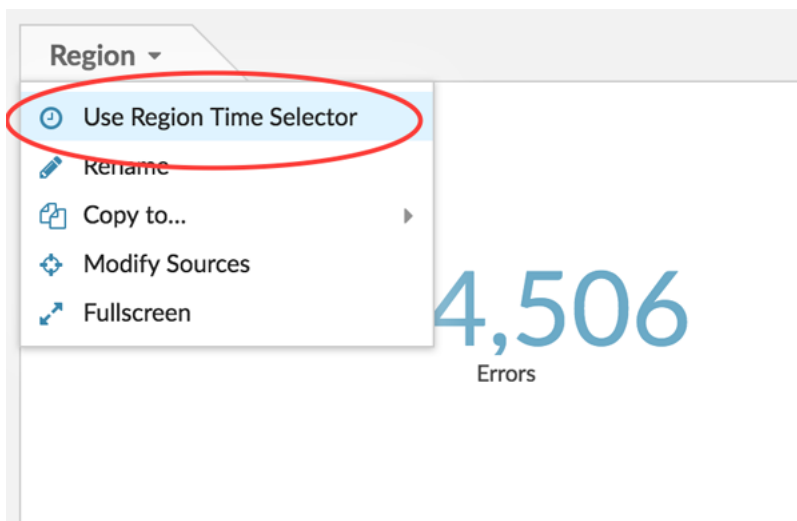 Region
Use Region Time Selector
Rename
Copy to...
Modify Sources
Fullscreen
4,506
Errors